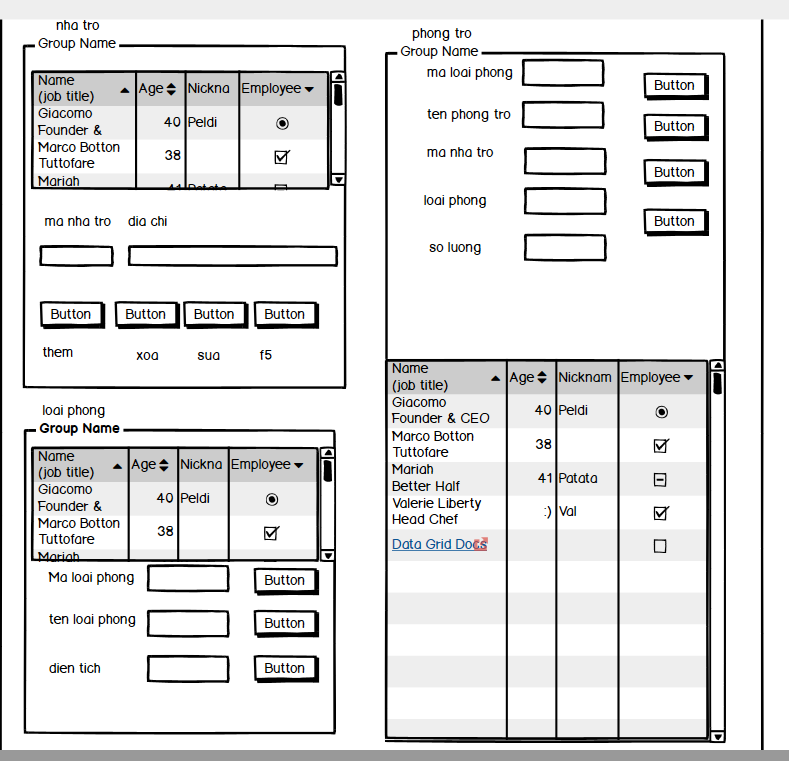 nha tro
Group Name
Name
(job title)
Age
Nickna
Employee
Giacomo
Founder &
40
Peldi
Marco Botton
Tuttofare
38
Mariah
41
Patata
ma nha tro
dia chi
Button
Button
Button
Button
them
xoa
sua
f5
loai phong
Group Name
Name
(job title)
Age
Nickna
Employee
Giacomo
Founder &
40
Peldi
Marco Botton
Tuttofare
38
Mariah
Ma loai phong
Button
ten loai phong
Button
dien tich
Button
phong tro
Group Name
ma loai phong
Button
ten phong tro
Button
ma nha tro
Button
loai phong
Button
so luong
Name
(job title)
Age
Nicknam
Employee
Giacomo
Founder & CEO
40
Peldi
Marco Botton
Tuttofare
38
Mariah
Better Half
41
Patata
Valerie Liberty
Head Chef
:)
Val
Data Grid Docs